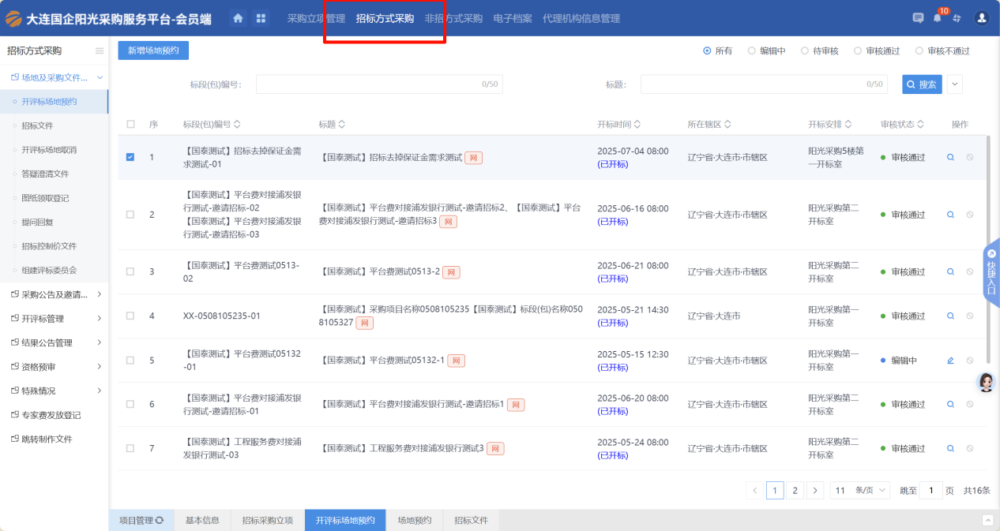 大连国企阳光采购服务平台-会员端
采购立项管理 招标方式采购 非招方式采购 电子档案 代理机构信息管理
10
招标方式采购
场地及采购文件...
开评标场地预约
招标文件
开评标场地取消
答疑澄清文件
图纸领取登记
提问回复
招标控制价文件
组建评标委员会
采购公告及邀请...
开评标管理
结果公告管理
资格预审
特殊情况
专家费发放登记
跳转制作文件
新增场地预约
所有 编辑中 待审核 审核通过 审核不通过
标段(包)编号： 0/50 标题： 0/50 搜索
序 标段(包)编号 标题 开标时间 所在辖区 开标安排 审核状态 操作
1
【国泰测试】招标去掉保证金需
求测试-01
【国泰测试】招标去掉保证金需求测试 网
2025-07-04 08:00
(已开标)
辽宁省·大连市·市辖区
阳光采购5楼第
一开标室
审核通过
2
【国泰测试】平台费对接浦发银
行测试-邀请招标-02
【国泰测试】平台费对接浦发银
行测试-邀请招标-03
【国泰测试】平台费对接浦发银行测试-邀请招标2、【国泰测试】平台
费对接浦发银行测试-邀请招标3 网
2025-06-16 08:00
(已开标)
辽宁省·大连市·市辖区
阳光采购第二
开标室
审核通过
3
【国泰测试】平台费测试0513-
02
【国泰测试】平台费测试0513-2 网
2025-06-21 08:00
(已开标)
辽宁省·大连市·市辖区
阳光采购第二
开标室
审核通过
4
XX-0508105235-01
【国泰测试】采购项目名称0508105235【国泰测试】标段(包)名称050
8105327 网
2025-05-21 14:30
(已开标)
辽宁省·大连市
阳光采购第一
开标室
审核通过
5
【国泰测试】平台费测试05132
-01
【国泰测试】平台费测试05132-1 网
2025-05-15 12:30
(已开标)
辽宁省·大连市·市辖区
阳光采购第一
开标室
编辑中
6
【国泰测试】平台费对接浦发银
行测试-邀请招标-01
【国泰测试】平台费对接浦发银行测试-邀请招标1 网
2025-06-20 08:00
(已开标)
辽宁省·大连市·市辖区
阳光采购第二
开标室
审核通过
7
【国泰测试】工程服务费对接浦
发银行测试-03
【国泰测试】工程服务费对接浦发银行测试3 网
2025-05-24 08:00
(已开标)
辽宁省·大连市·市辖区
阳光采购第二
开标室
审核通过
快捷入口
1 2 11 条/页 跳至 1 页 共16条
项目管理 基本信息 招标采购立项 开评标场地预约 场地预约 招标文件